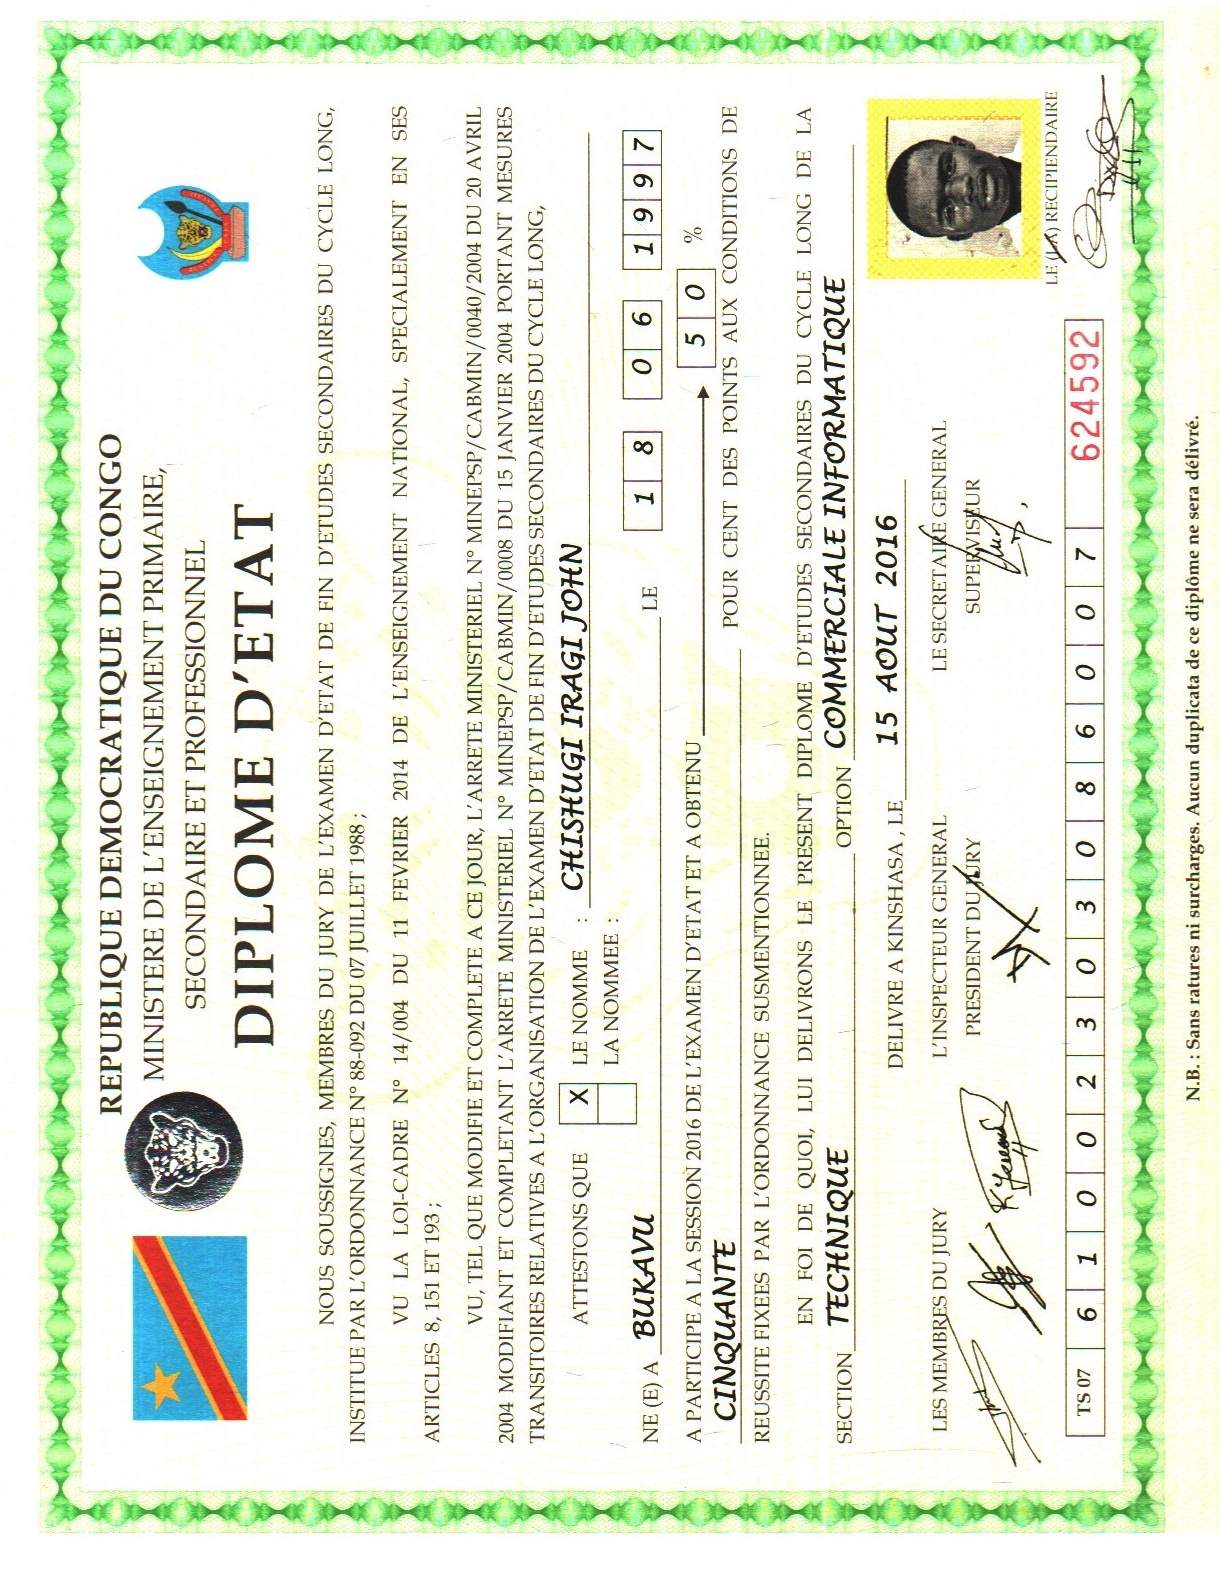 REPUBLIQUE DEMOCRATIQUE DU CONGO
MINISTERE DE L'ENSEIGNEMENT PRIMAIRE,
SECONDAIRE ET PROFESSIONNEL
DIPLOME D'ETAT
NOUS SOUSSIGNES, MEMBRES DU JURY DE L'EXAMEN D'ETAT DE FIN D'ETUDES SECONDAIRES DU CYCLE LONG,
INSTITUE PAR L'ORDONNANCE N° 88-092 DU 07 JUILLET 1988 ;
VU LA LOI-CADRE N° 14/004 DU 11 FEVRIER 2014 DE L'ENSEIGNEMENT NATIONAL, SPECIALEMENT EN SES
ARTICLES 8, 151 ET 193 ;
VU, TEL QUE MODIFIE ET COMPLETE A CE JOUR, L'ARRETE MINISTERIEL N° MINEPSP/CABMIN/0040/2004 DU 20 AVRIL
2004 MODIFIANT ET COMPLETANT L'ARRETE MINISTERIEL N° MINEPSP/CABMIN/0008 DU 15 JANVIER 2004 PORTANT MESURES
TRANSITOIRES RELATIVES A L'ORGANISATION DE L'EXAMEN D'ETAT DE FIN D'ETUDES SECONDAIRES DU CYCLE LONG,
ATTESTONS QUE X LE NOMME : CHISHUGI IRAGI JOHN
LA NOMMEE :
NE (E) A BUKAVU LE 18 06 1997
A PARTICIPE A LA SESSION 2016 DE L'EXAMEN D'ETAT ET A OBTENU 50 %
CINQUANTE POUR CENT DES POINTS AUX CONDITIONS DE
REUSSITE FIXEES PAR L'ORDONNANCE SUSMENTIONNEE.
EN FOI DE QUOI, LUI DELIVRONS LE PRESENT DIPLOME D'ETUDES SECONDAIRES DU CYCLE LONG DE LA
SECTION TECHNIQUE OPTION COMMERCIALE INFORMATIQUE
DELIVRE A KINSHASA , LE 15 AOUT 2016
LES MEMBRES DU JURY L'INSPECTEUR GENERAL LE SECRETAIRE GENERAL
PRESIDENT DU JURY SUPERVISEUR
LE (LA) RECIPIENDAIRE
TS 07 6 1 0 0 2 3 0 3 0 8 6 0 0 7 624592
N.B. : Sans ratures ni surcharges. Aucun duplicata de ce diplôme ne sera délivré.